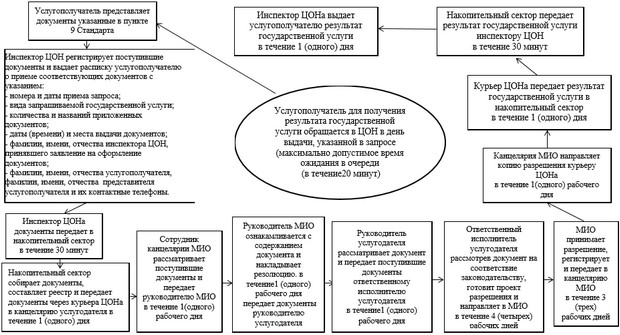 Услугополучатель представляет
документы указанные в пункте
9 Стандарта
Инспектор ЦОН регистрирует поступившие
документы и выдает расписку услугополучателю
о приеме соответствующих документов с
указанием:
- номера и даты приема запроса;
- вида запрашиваемой государственной услуги;
- количества и названий приложенных
документов;
- даты (времени) и места выдачи документов;
- фамилии, имени, отчества инспектора ЦОН,
принявшего заявление на оформление
документов;
- фамилии, имени, отчества услугополучателя,
фамилии, имени, отчества представителя
услугополучателя и их контактные телефоны.
Инспектор ЦОНа
документы передает в
накопительный сектор
в течение 30 минут
Накопительный сектор
собирает документы,
составляет реестр и передает
документы через курьера ЦОНа
в канцелярию услугодателя в
течение 1 (одного) дня
Сотрудник
канцелярии МИО
рассматривает
поступившие
документы и
передает
руководителю МИО
в течение 1(одного)
рабочего дня
Руководитель МИО
ознакамливается с
содержанием
документа и
накладывает
резолюцию. в
течение1 (одного)
рабочего дня
передает документы
руководителю
услугодателя
Руководитель
услугодателя
рассматривает документ
и передает поступившие
документы
ответственному
исполнителю
услугодателя
в течение1 (одного)
рабочего дня
Ответственный
исполнитель
услугодателя
рассмотрев документ на
соответствие
законодательству,
готовит проект
разрешения и
направляет в МИО
в течение 4 (четырех)
рабочих дней
МИО
принимает
разрешение,
регистрирует
и передает в
канцелярию
МИО
в течение 3
(трех)
рабочих дней
Канцелярия МИО направляет
копию разрешения курьеру
ЦОНа
в течение 1(одного) рабочего
дня
Курьер ЦОНа передает результат
государственной услуги в
накопительный сектор
в течение 1 (одного) дня
Накопительный сектор передает
результат государственной услуги
инспектору ЦОН
в течение 30 минут
Инспектор ЦОНа выдает
услугополучателю результат
государственной услуги
в течение 1 (одного) дня
Услугополучатель для получения
результата государственной
услуги обращается в ЦОН в день
выдачи, указанной в запросе
(максимально допустимое время
ожидания в очереди
(в течение20 минут)